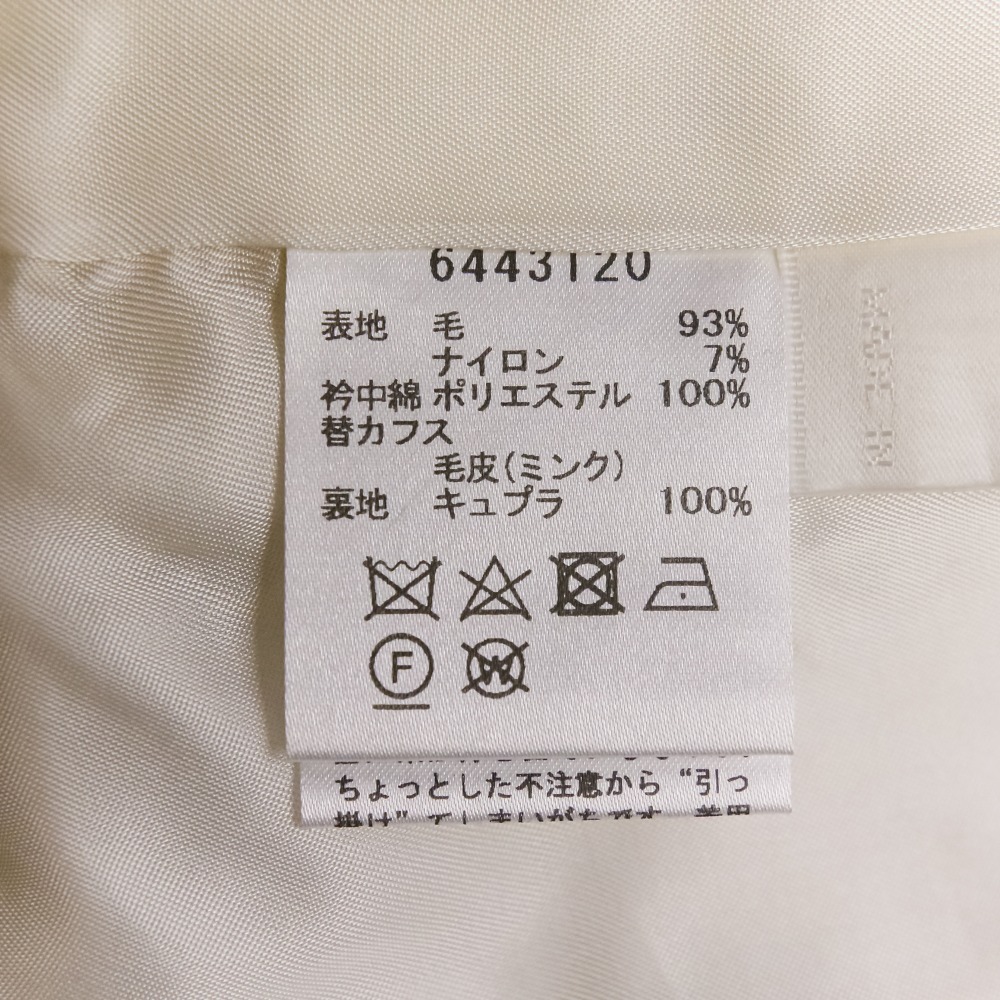 6443120
表地 毛 93%
ナイロン 7%
衿中綿 ポリエステル 100%
替カフス
毛皮(ミンク)
裏地 キュプラ 100%
F
W
ちょっとした不注意から“引っ